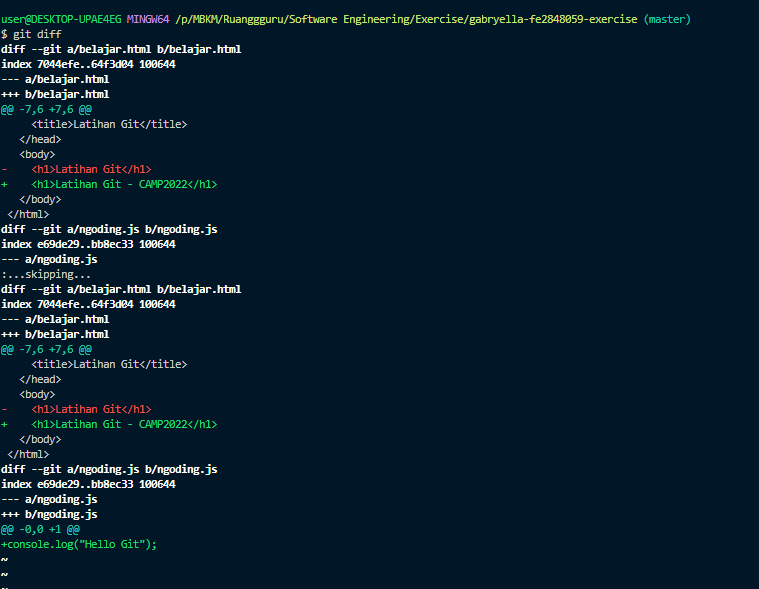 user@DESKTOP-UPAE4EG MINGW64 /p/MBKM/Ruanggguru/Software Engineering/Exercise/gabryella-fe2848059-exercise (master)
$ git diff
diff --git a/belajar.html b/belajar.html
index 7044efe..64f3d04 100644
--- a/belajar.html
+++ b/belajar.html
@@ -7,6 +7,6 @@
     <title>Latihan Git</title>
   </head>
   <body>
-    <h1>Latihan Git</h1>
+    <h1>Latihan Git - CAMP2022</h1>
   </body>
 </html>
diff --git a/ngoding.js b/ngoding.js
index e69de29..bb8ec33 100644
--- a/ngoding.js
:...skipping...
diff --git a/belajar.html b/belajar.html
index 7044efe..64f3d04 100644
--- a/belajar.html
+++ b/belajar.html
@@ -7,6 +7,6 @@
     <title>Latihan Git</title>
   </head>
   <body>
-    <h1>Latihan Git</h1>
+    <h1>Latihan Git - CAMP2022</h1>
   </body>
 </html>
diff --git a/ngoding.js b/ngoding.js
index e69de29..bb8ec33 100644
--- a/ngoding.js
+++ b/ngoding.js
@@ -0,0 +1 @@
+console.log("Hello Git");
~
~
~